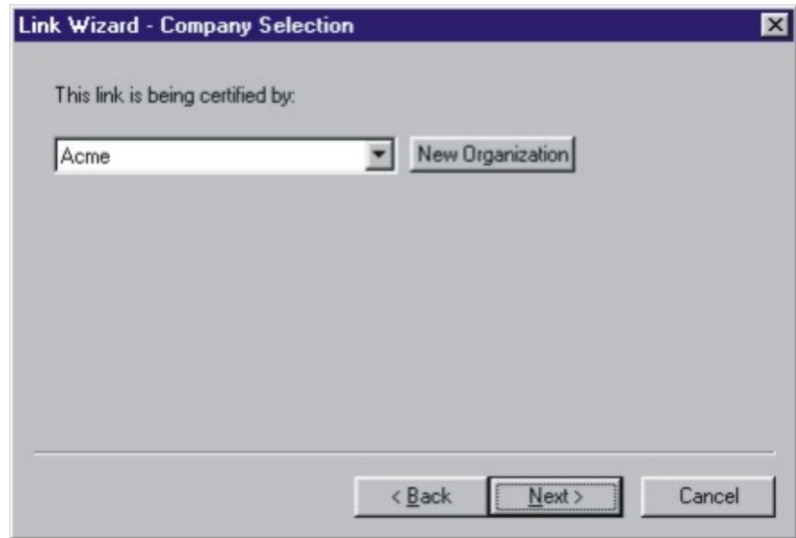 Link Wizard - Company Selection
This link is being certified by:
Acme
New Organization
< Back
Next >
Cancel